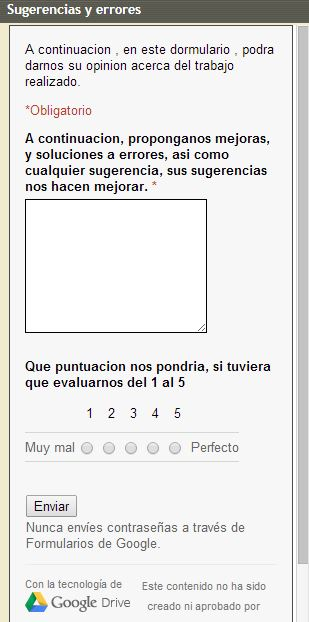 Sugerencias y errores
A continuacion , en este dormulario , podra
darnos su opinion acerca del trabajo
realizado.
*Obligatorio
A continuacion, proponganos mejoras,
y soluciones a errores, asi como
cualquier sugerencia, sus sugerencias
nos hacen mejorar. *
Que puntuacion nos pondria, si tuviera
que evaluarnos del 1 al 5
1 2 3 4 5
Muy mal Perfecto
Enviar
Nunca envíes contraseñas a través de
Formularios de Google.
Con la tecnología de
Google Drive
Este contenido no ha sido
creado ni aprobado por